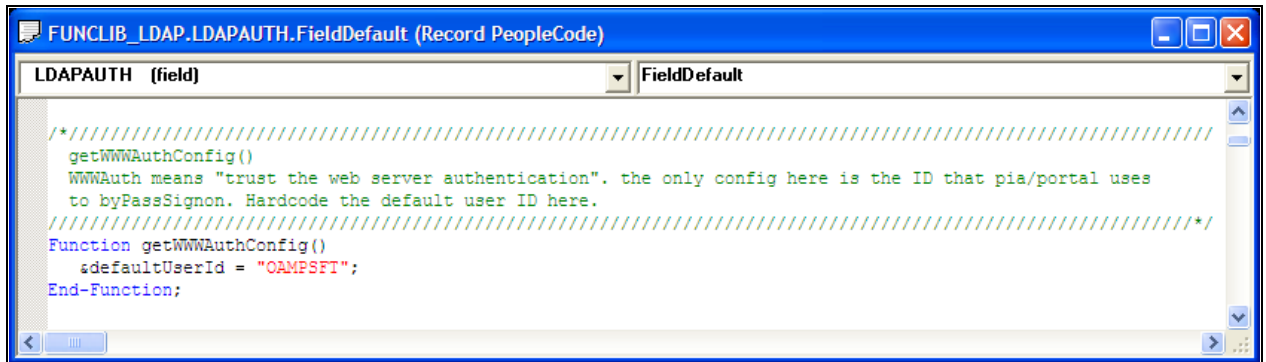 FUNCLIB_LDAP.LDAPAUTH.FieldDefault (Record PeopleCode)
LDAPAUTH (field) FieldDefault
/*//////////////////////////////////////////////////////////////////////////////////////////////////////////////
getWWWAuthConfig()
WWWAuth means "trust the web server authentication". the only config here is the ID that pia/portal uses
to byPassSignon. Hardcode the default user ID here.
//////////////////////////////////////////////////////////////////////////////////////////////////////////////*/
Function getWWWAuthConfig()
&defaultUserId = "OAMPSFT";
End-Function;